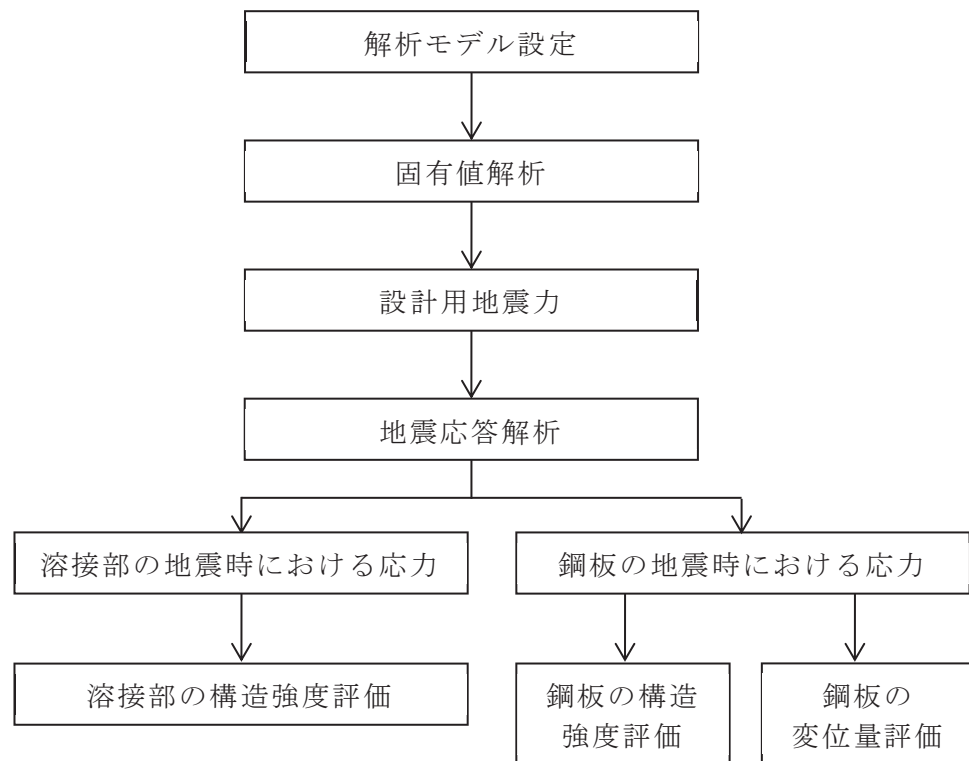 解析モデル設定
固有値解析
設計用地震力
地震応答解析
溶接部の地震時における応力
鋼板の地震時における応力
溶接部の構造強度評価
鋼板の構造
強度評価
鋼板の
変位量評価